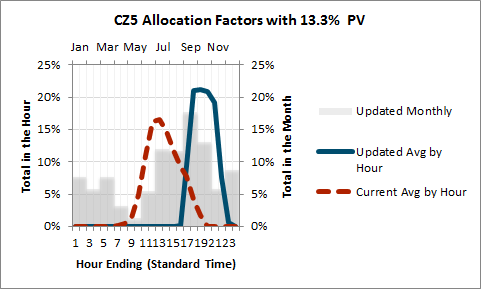 CZ5 Allocation Factors with 13.3% PV
Jan Mar May Jul Sep Nov
25% 25%
20% 20%
15% 15%
10% 10%
5% 5%
0% 0%
Total in the Hour
Total in the Month
1 3 5 7 9 11 13 15 17 19 21 23
Hour Ending (Standard Time)
Updated Monthly
Updated Avg by
Hour
Current Avg by Hour